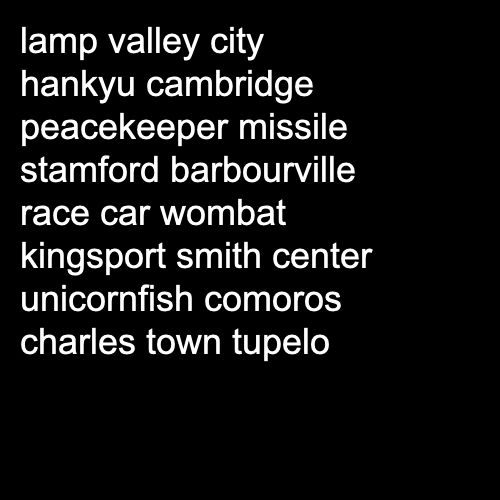 lamp valley city
hankyu cambridge
peacekeeper missile
stamford barbourville
race car wombat
kingsport smith center
unicornfish comoros
charles town tupelo